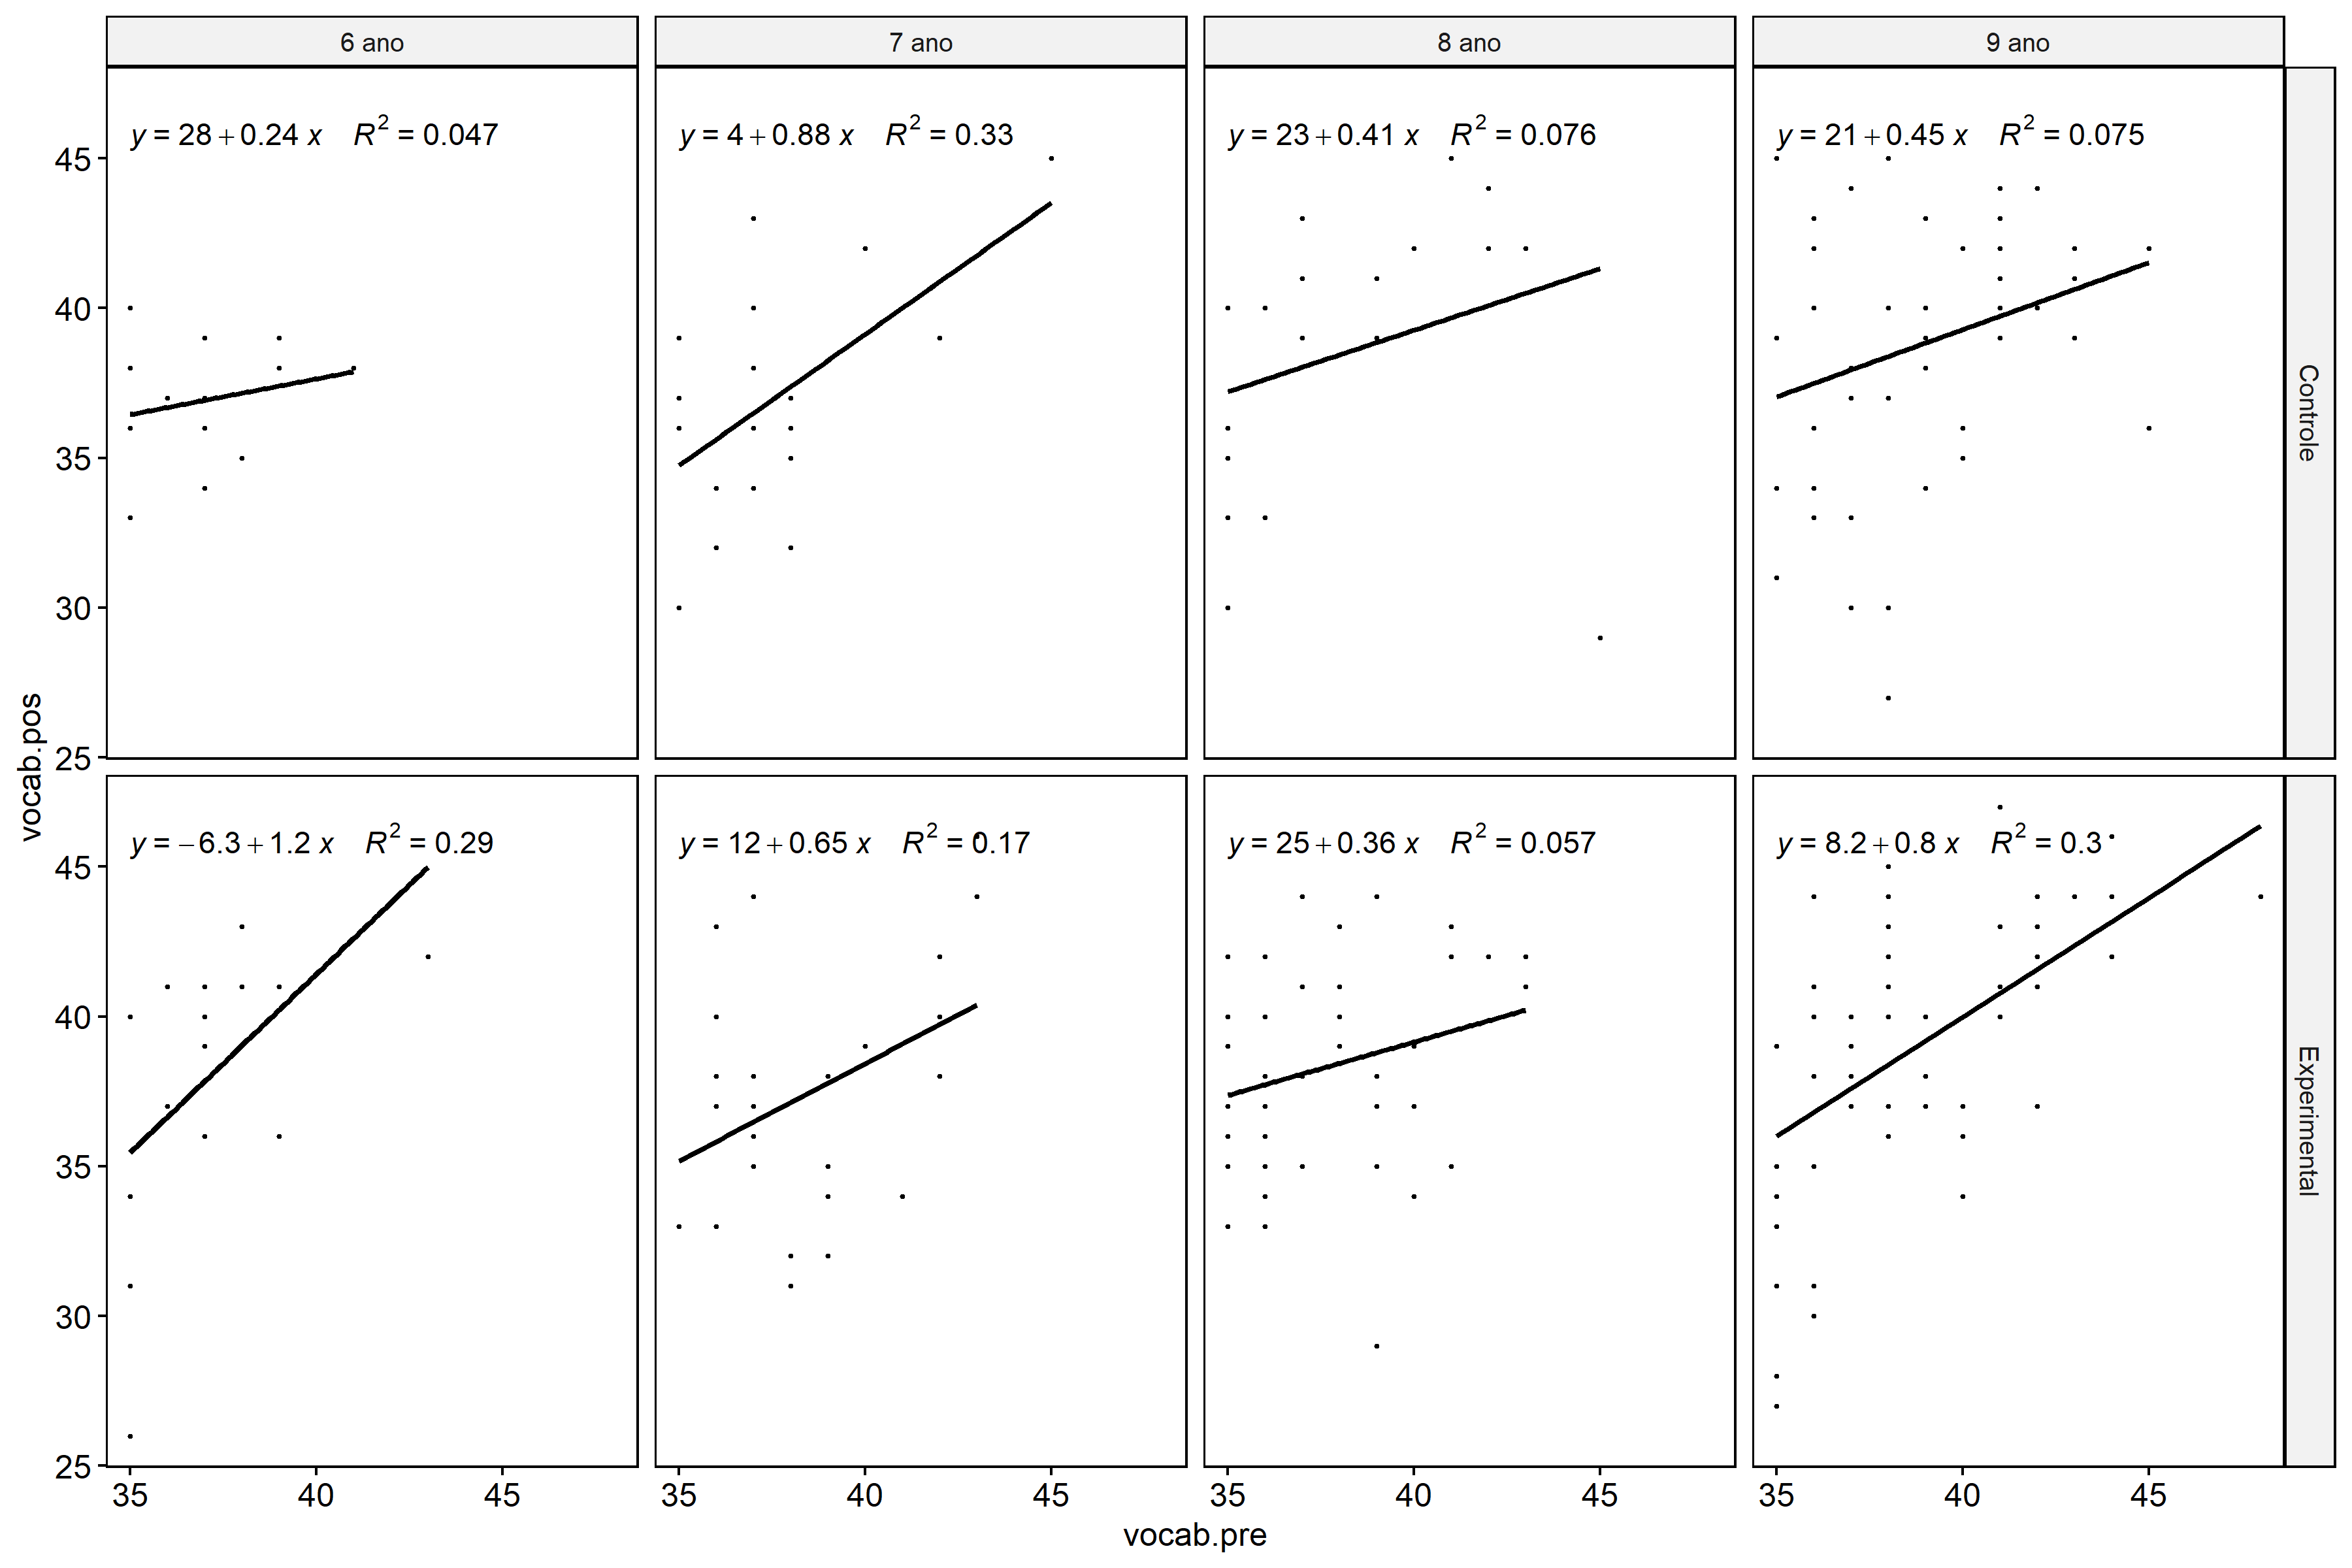 6 ano 7 ano 8 ano 9 ano
y = 28 + 0.24 x R² = 0.047
y = 4 + 0.88 x R² = 0.33
y = 23 + 0.41 x R² = 0.076
y = 21 + 0.45 x R² = 0.075
45
40
35
30
25
Controle
y = −6.3 + 1.2 x R² = 0.29
y = 12 + 0.65 x R² = 0.17
y = 25 + 0.36 x R² = 0.057
y = 8.2 + 0.8 x R² = 0.3
45
40
35
30
25
Experimental
vocab.pos
35 40 45 35 40 45 35 40 45 35 40 45
vocab.pre